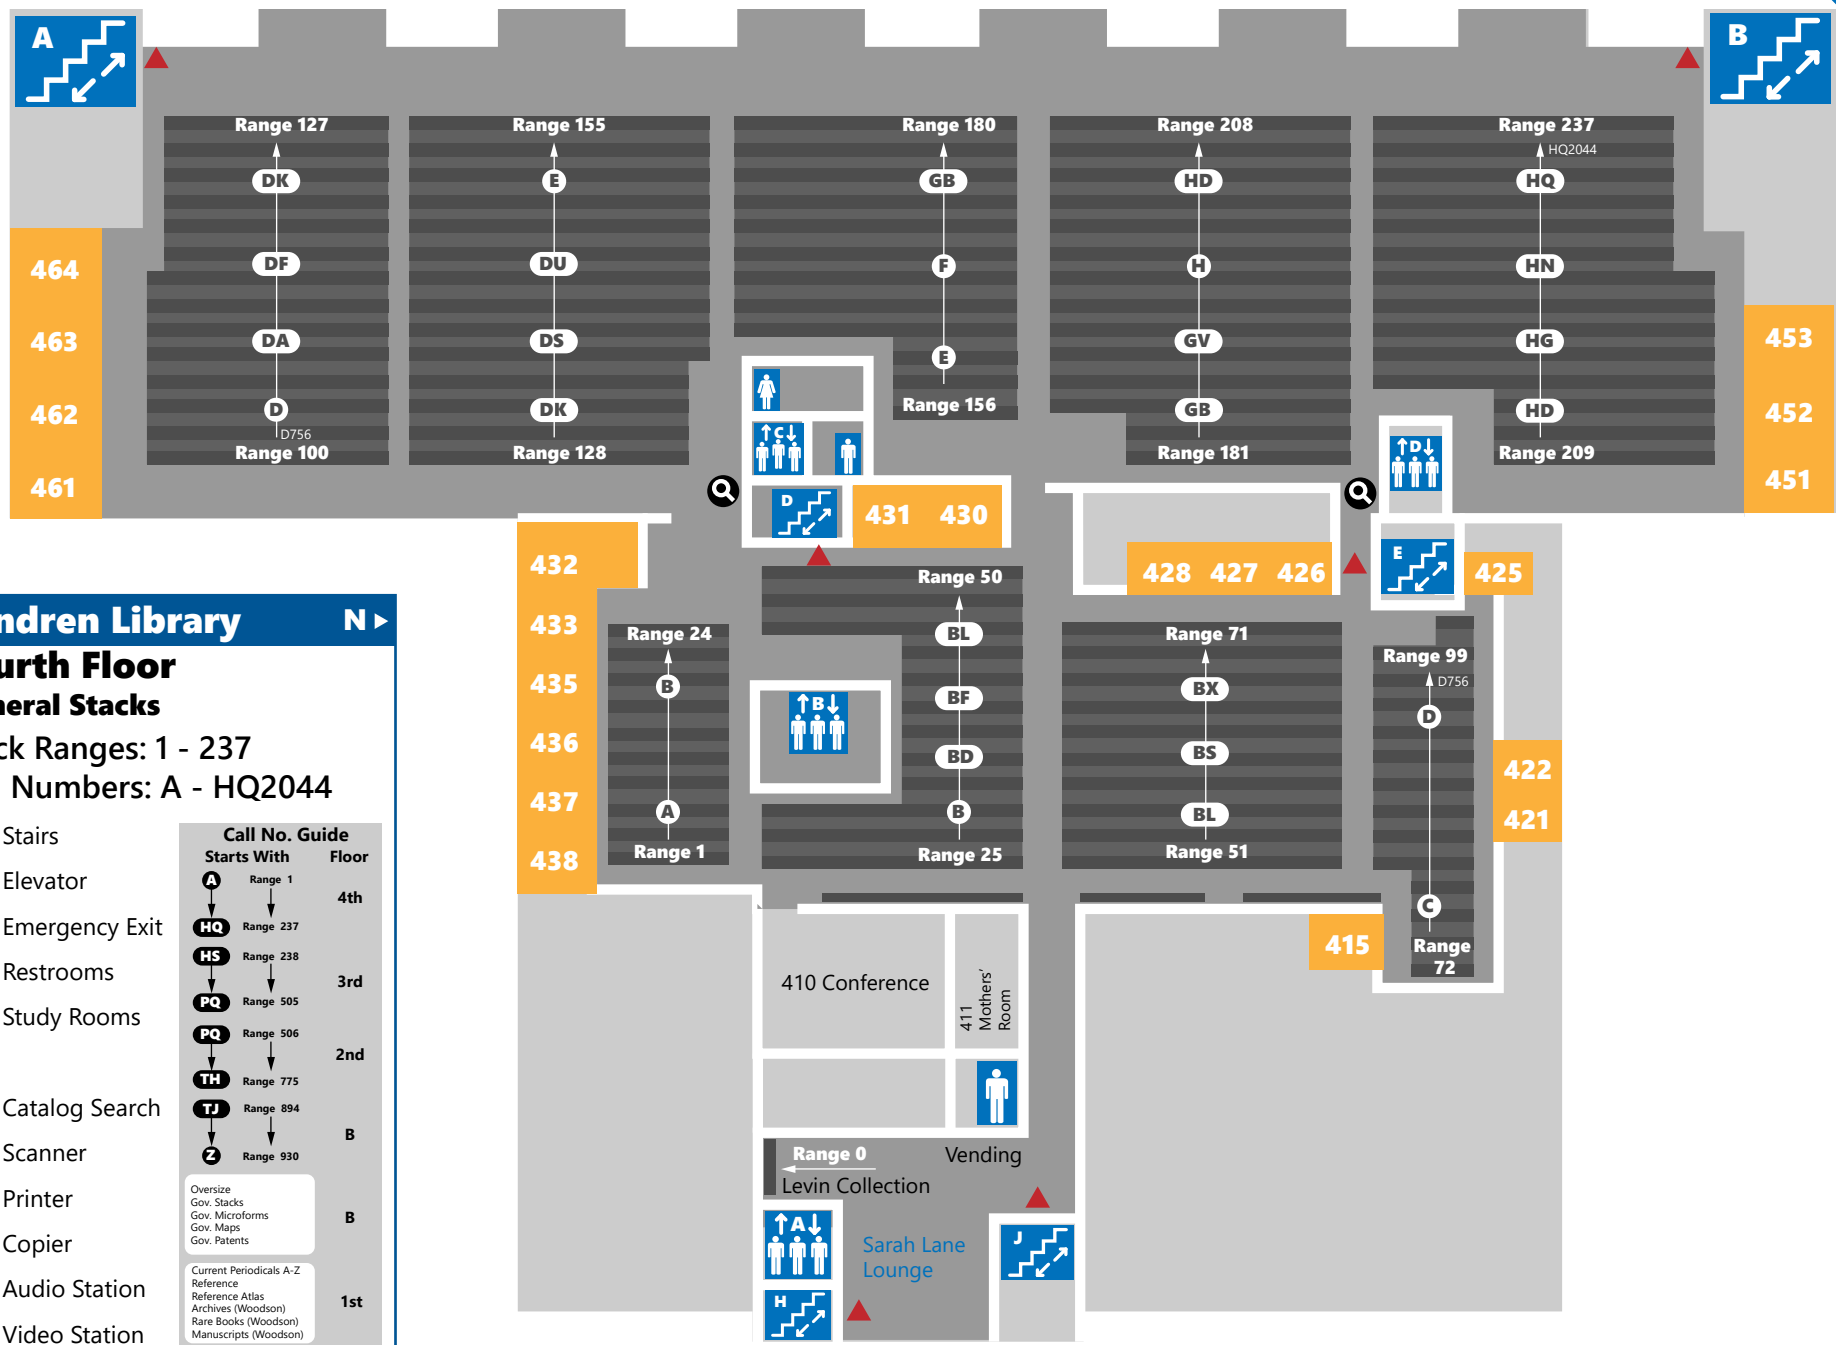 A
B
Range 127
Range 155
Range 180
Range 208
Range 237
HQ2044
DK
E
GB
HD
HQ
DF
DU
F
H
HN
DA
DS
E
GV
HG
D
DK
GB
HD
D756
Range 100
Range 128
Range 156
Range 181
Range 209
464
463
462
461
453
452
451
C
D
D
E
431 430
432
433
435
436
437
438
428 427 426
425
Range 24
B
A
Range 1
B
Range 50
BL
BF
BD
B
Range 25
Range 71
BX
BS
BL
Range 51
Range 99
D756
D
C
Range
72
422
421
415
410 Conference
411
Mothers'
Room
Range 0
Levin Collection
Vending
A
Sarah Lane
Lounge
H
J
ndren Library N
urth Floor
neral Stacks
ck Ranges: 1 - 237
Numbers: A - HQ2044
Stairs
Elevator
Emergency Exit
Restrooms
Study Rooms
Catalog Search
Scanner
Printer
Copier
Audio Station
Video Station
Call No. Guide
Starts With Floor
A Range 1
4th
HQ Range 237
HS Range 238
3rd
PQ Range 505
PQ Range 506
2nd
TH Range 775
TJ Range 894
B
Z Range 930
Oversize
Gov. Stacks
Gov. Microforms
Gov. Maps
Gov. Patents
B
Current Periodicals A-Z
Reference
Reference Atlas
Archives (Woodson)
Rare Books (Woodson)
Manuscripts (Woodson)
1st